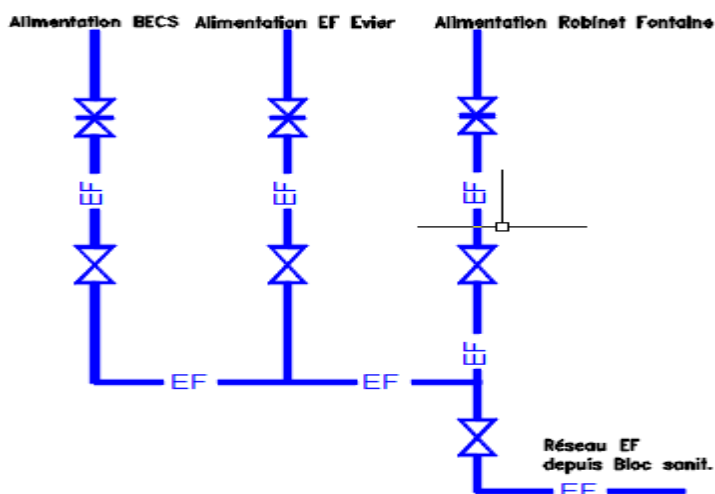 Alimentation BECS
Alimentation EF Evier
Alimentation Robinet Fontaine
EF
EF
EF
EF
EF
EF
Réseau EF
depuis Bloc sanit.
EF